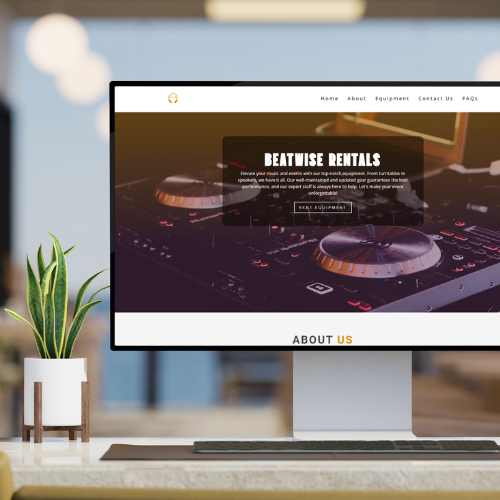 Home About Equipment Contact Us FAQs
BEATWISE RENTALS
Elevate your music and events with our top-notch equipment. From turntables to
speakers, we have it all. Our well-maintained and updated gear guarantees the best
performance, and our expert staff is always here to help. Let's make your event
unforgettable!
RENT EQUIPMENT
ABOUT US